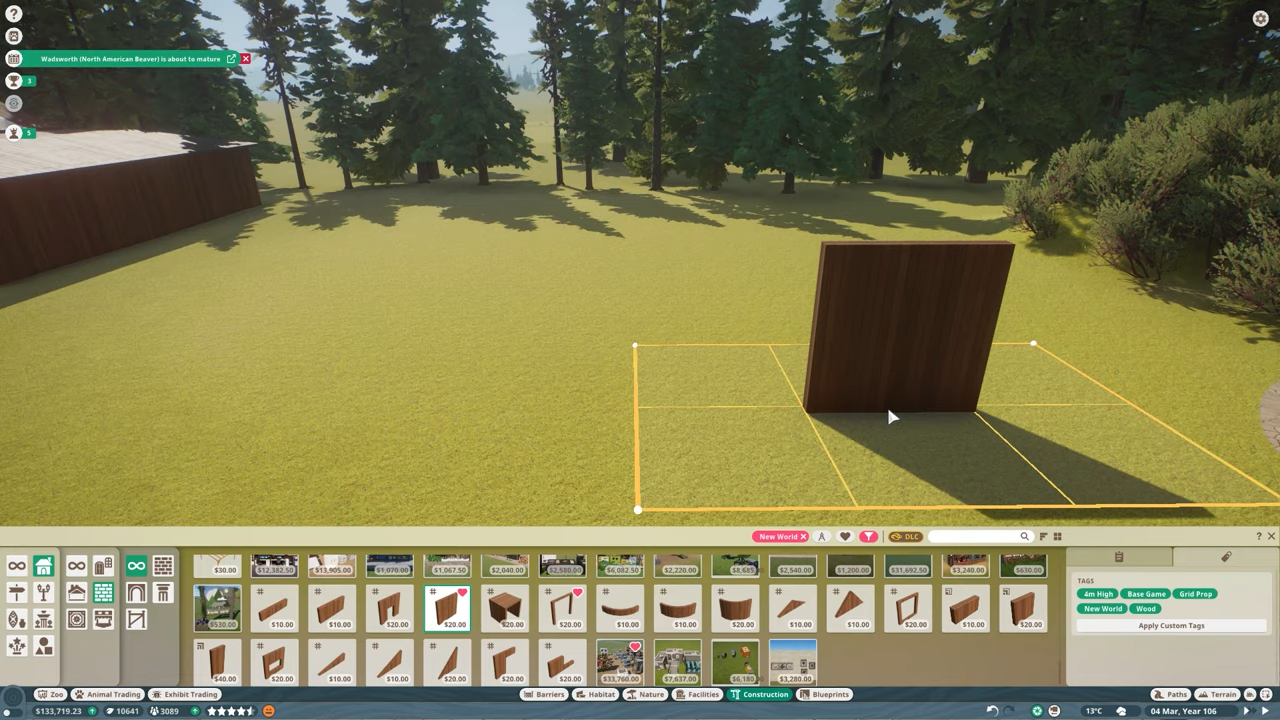 ?
Wadsworth (North American Beaver) is about to mature
3
5
New World
DLC
?
$30.00 $12,382.50 $13,905.00 $1,070.00 $1,067.50 $2,040.00 $2,580.00 $6,082.50 $2,220.00 $8,685 $2,540.00 $1,200.00 $31,692.50 $3,240.00 $630.00
$530.00 $10.00 $10.00 $20.00 $20.00 $20.00 $20.00 $10.00 $10.00 $20.00 $10.00 $10.00 $20.00 $10.00 $20.00
$40.00 $20.00 $10.00 $10.00 $20.00 $20.00 $20.00 $33,760.00 $7,637.00 $6,180 $3,280.00
TAGS
4m High Base Game Grid Prop
New World Wood
Apply Custom Tags
Zoo Animal Trading Exhibit Trading Barriers Habitat Nature Facilities Construction Blueprints Paths Terrain
$133,719.23 10641 3089 13°C 04 Mar, Year 106